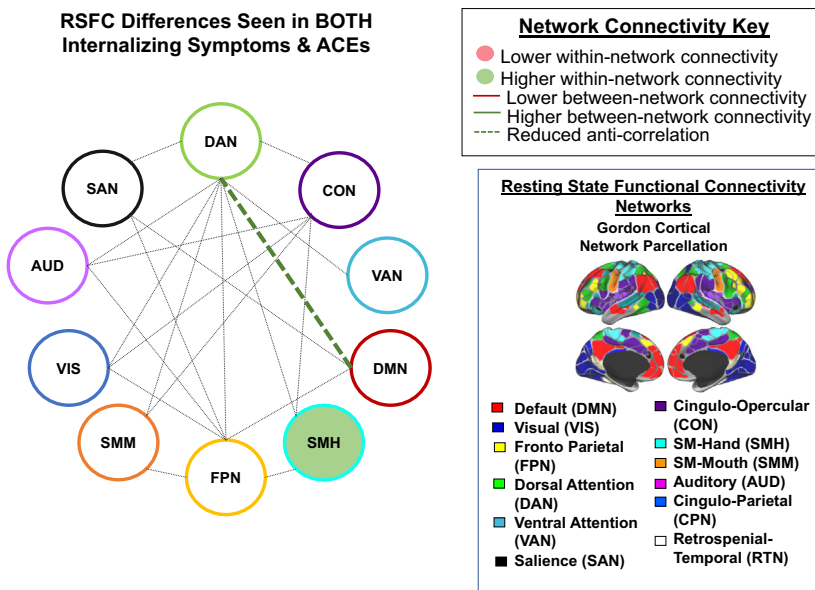 RSFC Differences Seen in BOTH
Internalizing Symptoms & ACEs
DAN
SAN
CON
AUD
VAN
VIS
DMN
SMM
SMH
FPN
Network Connectivity Key
Lower within-network connectivity
Higher within-network connectivity
Lower between-network connectivity
Higher between-network connectivity
Reduced anti-correlation
Resting State Functional Connectivity
Networks
Gordon Cortical
Network Parcellation
Default (DMN)
Visual (VIS)
Fronto Parietal
(FPN)
Dorsal Attention
(DAN)
Ventral Attention
(VAN)
Salience (SAN)
Cingulo-Opercular
(CON)
SM-Hand (SMH)
SM-Mouth (SMM)
Auditory (AUD)
Cingulo-Parietal
(CPN)
Retrospenial-
Temporal (RTN)